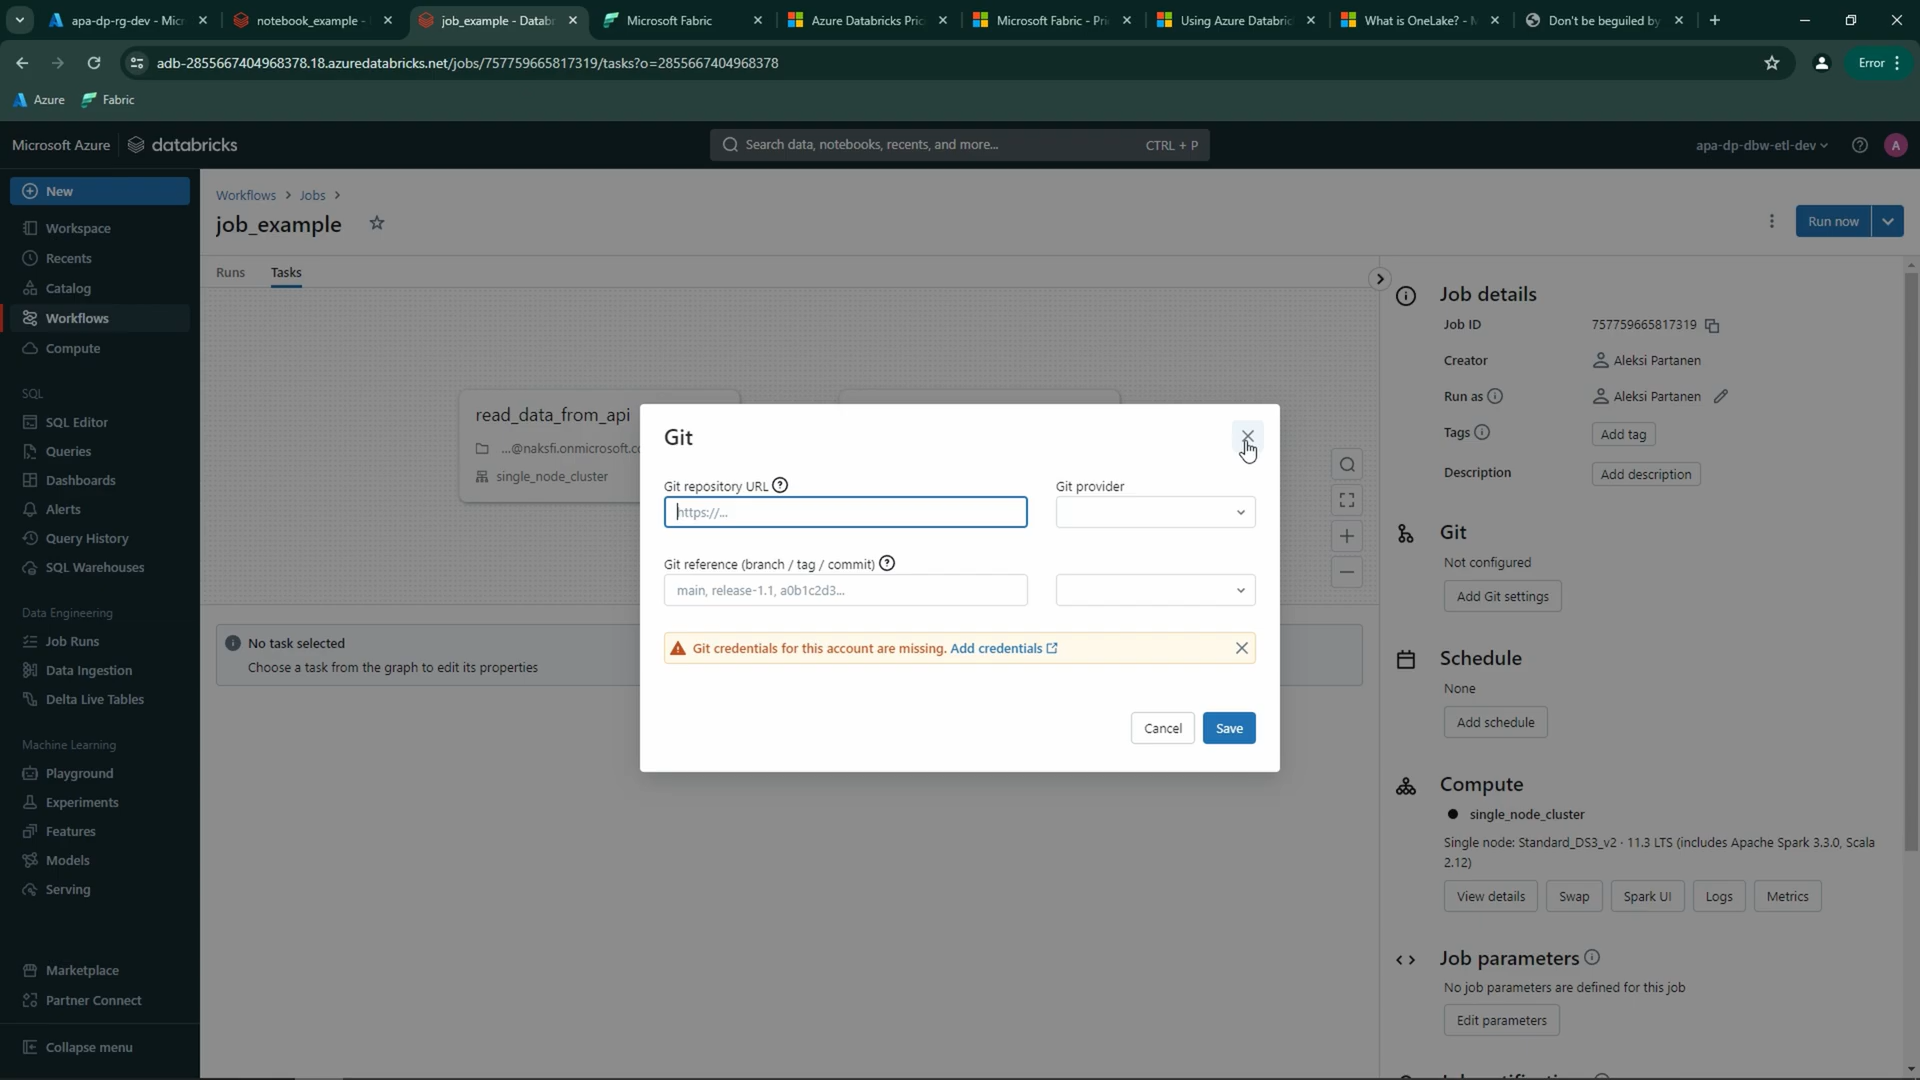 apa-dp-rg-dev - Micr
notebook_example -
job_example - Datab
Microsoft Fabric
Azure Databricks Pric
Microsoft Fabric - Pri
Using Azure Databric
What is OneLake? - M
Don't be beguiled by
adb-2855667404968378.18.azuredatabricks.net/jobs/757759665817319/tasks?o=2855667404968378
Error
Azure
Fabric
Microsoft Azure
databricks
Search data, notebooks, recents, and more...
CTRL + P
apa-dp-dbw-etl-dev
A
New
Workspace
Recents
Catalog
Workflows
Compute
SQL
SQL Editor
Queries
Dashboards
Alerts
Query History
SQL Warehouses
Data Engineering
Job Runs
Data Ingestion
Delta Live Tables
Machine Learning
Playground
Experiments
Features
Models
Serving
Marketplace
Partner Connect
Collapse menu
Workflows > Jobs >
job_example
Run now
Runs
Tasks
read_data_from_api
...@naksfi.onmicrosoft.co
single_node_cluster
No task selected
Choose a task from the graph to edit its properties
Git
Git repository URL
Git provider
https://...
Git reference (branch / tag / commit)
main, release-1.1, a0b1c2d3...
Git credentials for this account are missing. Add credentials
Cancel
Save
Job details
Job ID
757759665817319
Creator
Aleksi Partanen
Run as
Aleksi Partanen
Tags
Add tag
Description
Add description
Git
Not configured
Add Git settings
Schedule
None
Add schedule
Compute
single_node_cluster
Single node: Standard_DS3_v2 · 11.3 LTS (includes Apache Spark 3.3.0, Scala
2.12)
View details
Swap
Spark UI
Logs
Metrics
Job parameters
No job parameters are defined for this job
Edit parameters